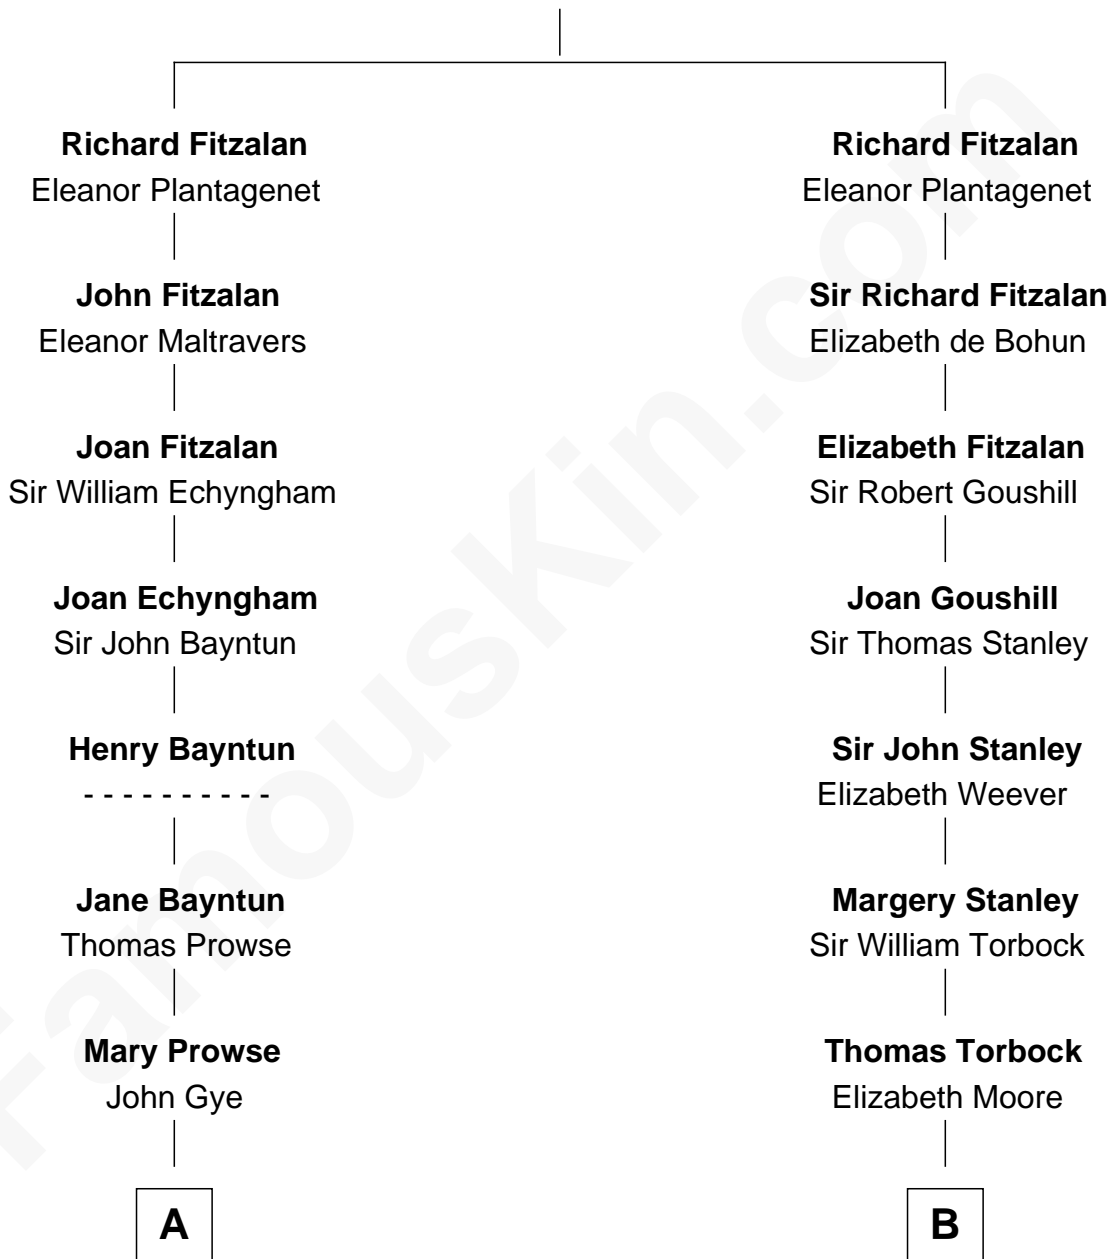 Richard Fitzalan
Eleanor Plantagenet
John Fitzalan
Eleanor Maltravers
Joan Fitzalan
Sir William Echyngham
Joan Echyngham
Sir John Bayntun
Henry Bayntun
- - - - - - - - - -
Jane Bayntun
Thomas Prowse
Mary Prowse
John Gye
A
Richard Fitzalan
Eleanor Plantagenet
Sir Richard Fitzalan
Elizabeth de Bohun
Elizabeth Fitzalan
Sir Robert Goushill
Joan Goushill
Sir Thomas Stanley
Sir John Stanley
Elizabeth Weever
Margery Stanley
Sir William Torbock
Thomas Torbock
Elizabeth Moore
B
FamousKin.com